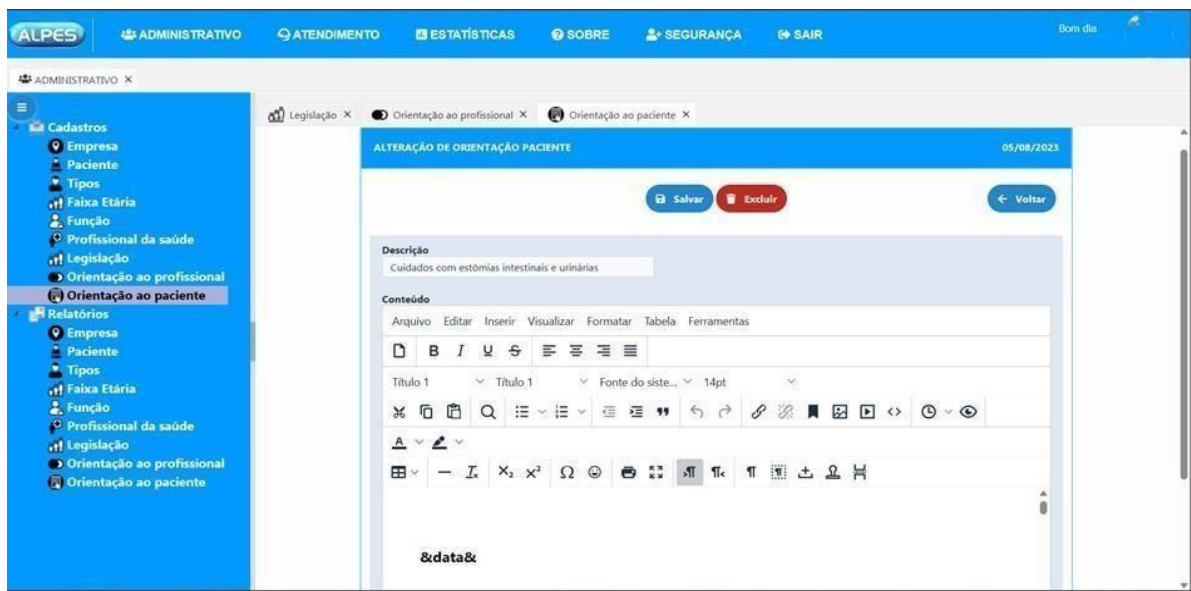 ALPES ADMINISTRATIVO ATENDIMENTO ESTATÍSTICAS SOBRE SEGURANÇA SAIR Bom dia
ADMINISTRATIVO
Cadastros
Empresa
Paciente
Tipos
Faixa Etária
Função
Profissional da saúde
Legislação
Orientação ao profissional
Orientação ao paciente
Relatórios
Empresa
Paciente
Tipos
Faixa Etária
Função
Profissional da saúde
Legislação
Orientação ao profissional
Orientação ao paciente
Legislação Orientação ao profissional Orientação ao paciente
ALTERAÇÃO DE ORIENTAÇÃO PACIENTE 05/08/2023
Salvar Excluir Voltar
Descrição
Cuidados com estômias intestinais e urinárias
Conteúdo
Arquivo Editar Inserir Visualizar Formatar Tabela Ferramentas
Título 1 Título 1 Fonte do siste... 14pt
&data&